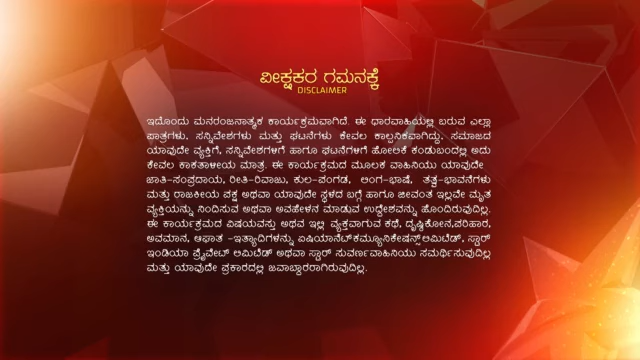 ವೀಕ್ಷಕರ ಗಮನಕ್ಕೆ
DISCLAIMER
ಇದೊಂದು ಮನರಂಜನಾತ್ಮಕ ಕಾರ್ಯಕ್ರಮವಾಗಿದೆ. ಈ ಧಾರವಾಹಿಯಲ್ಲಿ ಬರುವ ಎಲ್ಲಾ
ಪಾತ್ರಗಳು, ಸನ್ನಿವೇಶಗಳು ಮತ್ತು ಘಟನೆಗಳು ಕೇವಲ ಕಾಲ್ಪನಿಕವಾಗಿದ್ದು, ಸಮಾಜದ
ಯಾವುದೇ ವ್ಯಕ್ತಿಗೆ, ಸನ್ನಿವೇಶಗಳಿಗೆ ಹಾಗೂ ಘಟನೆಗಳಿಗೆ ಹೋಲಿಕೆ ಕಂಡುಬಂದಲ್ಲಿ ಅದು
ಕೇವಲ ಕಾಕತಾಳೀಯ ಮಾತ್ರ. ಈ ಕಾರ್ಯಕ್ರಮದ ಮೂಲಕ ವಾಹಿನಿಯು ಯಾವುದೇ
ಜಾತಿ-ಸಂಪ್ರದಾಯ, ರೀತಿ-ರಿವಾಜು, ಕುಲ-ಪಂಗಡ, ಲಿಂಗ-ಭಾಷೆ, ತತ್ವ-ಭಾವನೆಗಳು
ಮತ್ತು ರಾಜಕೀಯ ಪಕ್ಷ ಅಥವಾ ಯಾವುದೇ ಸ್ಥಳದ ಬಗ್ಗೆ ಹಾಗೂ ಜೀವಂತ ಇಲ್ಲವೇ ಮೃತ
ವ್ಯಕ್ತಿಯನ್ನು ನಿಂದಿಸುವ ಅಥವಾ ಅವಹೇಳನ ಮಾಡುವ ಉದ್ದೇಶವನ್ನು ಹೊಂದಿರುವುದಿಲ್ಲ.
ಈ ಕಾರ್ಯಕ್ರಮದ ವಿಷಯವಸ್ತು ಅಥವ ಇಲ್ಲಿ ವ್ಯಕ್ತವಾಗುವ ಕಥೆ, ದೃಷ್ಟಿಕೋನ,ಪರಿಹಾರ,
ಅವಮಾನ, ಆಘಾತ -ಇತ್ಯಾದಿಗಳನ್ನು ಏಷಿಯಾನೆಟ್ ಕಮ್ಯೂನಿಕೇಷನ್ಸ್ ಲಿಮಿಟೆಡ್, ಸ್ಟಾರ್
ಇಂಡಿಯಾ ಪ್ರೈವೇಟ್ ಲಿಮಿಟೆಡ್ ಅಥವಾ ಸ್ಟಾರ್ ಸುವರ್ಣವಾಹಿನಿಯು ಸಮರ್ಥಿಸುವುದಿಲ್ಲ
ಮತ್ತು ಯಾವುದೇ ಪ್ರಕಾರದಲ್ಲಿ ಜವಾಬ್ದಾರರಾಗಿರುವುದಿಲ್ಲ.